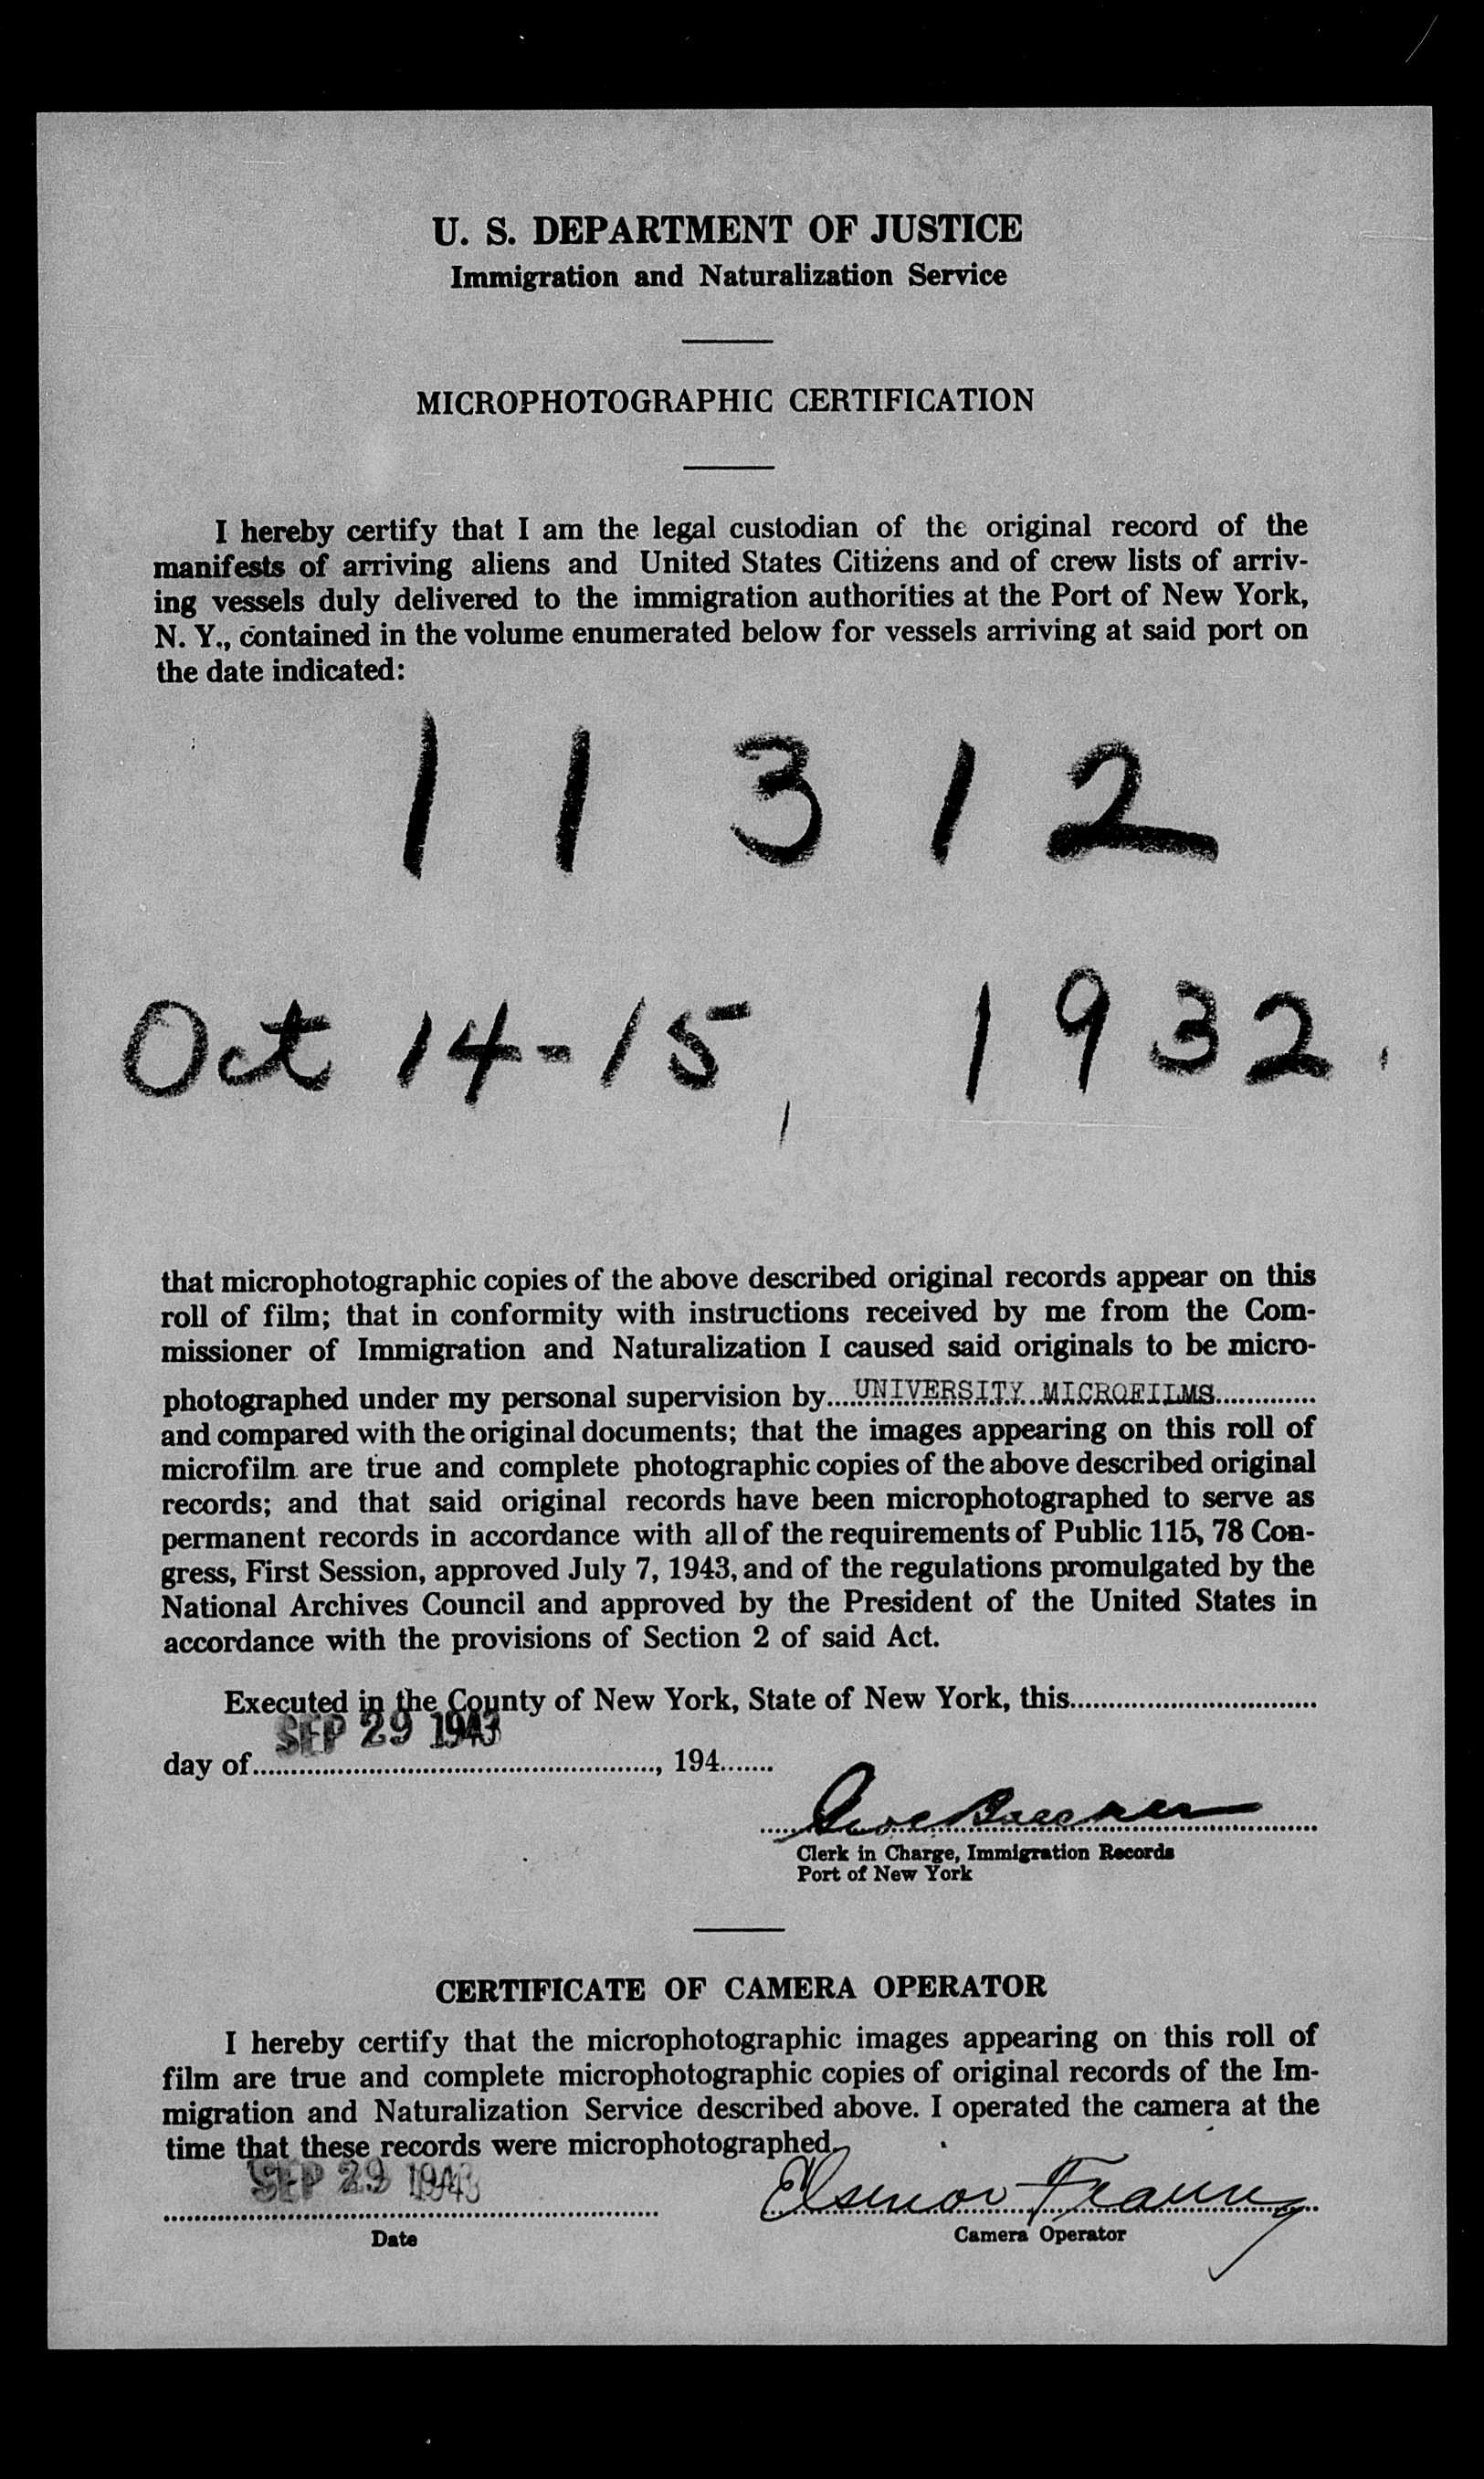 U. S. DEPARTMENT OF JUSTICE
Immigration and Naturalization Service
MICROPHOTOGRAPHIC CERTIFICATION
I hereby certify that I am the legal custodian of the original record of the
manifests of arriving aliens and United States Citizens and of crew lists of arriv-
ing vessels duly delivered to the immigration authorities at the Port of New York,
N. Y., contained in the volume enumerated below for vessels arriving at said port on
the date indicated:
1 1 3 1 2
Oct 14-15, 1932.
that microphotographic copies of the above described original records appear on this
roll of film; that in conformity with instructions received by me from the Com-
missioner of Immigration and Naturalization I caused said originals to be micro-
photographed under my personal supervision by....UNIVERSITY MICROFILMS.............
and compared with the original documents; that the images appearing on this roll of
microfilm are true and complete photographic copies of the above described original
records; and that said original records have been microphotographed to serve as
permanent records in accordance with all of the requirements of Public 115, 78 Con-
gress, First Session, approved July 7, 1943, and of the regulations promulgated by the
National Archives Council and approved by the President of the United States in
accordance with the provisions of Section 2 of said Act.
Executed in the County of New York, State of New York, this................................
SEP 29 1943
day of...................................................., 194.......
Clerk in Charge, Immigration Records
Port of New York
CERTIFICATE OF CAMERA OPERATOR
I hereby certify that the microphotographic images appearing on this roll of
film are true and complete microphotographic copies of original records of the Im-
migration and Naturalization Service described above. I operated the camera at the
time that these records were microphotographed.
SEP 29 1943
Date
Camera Operator